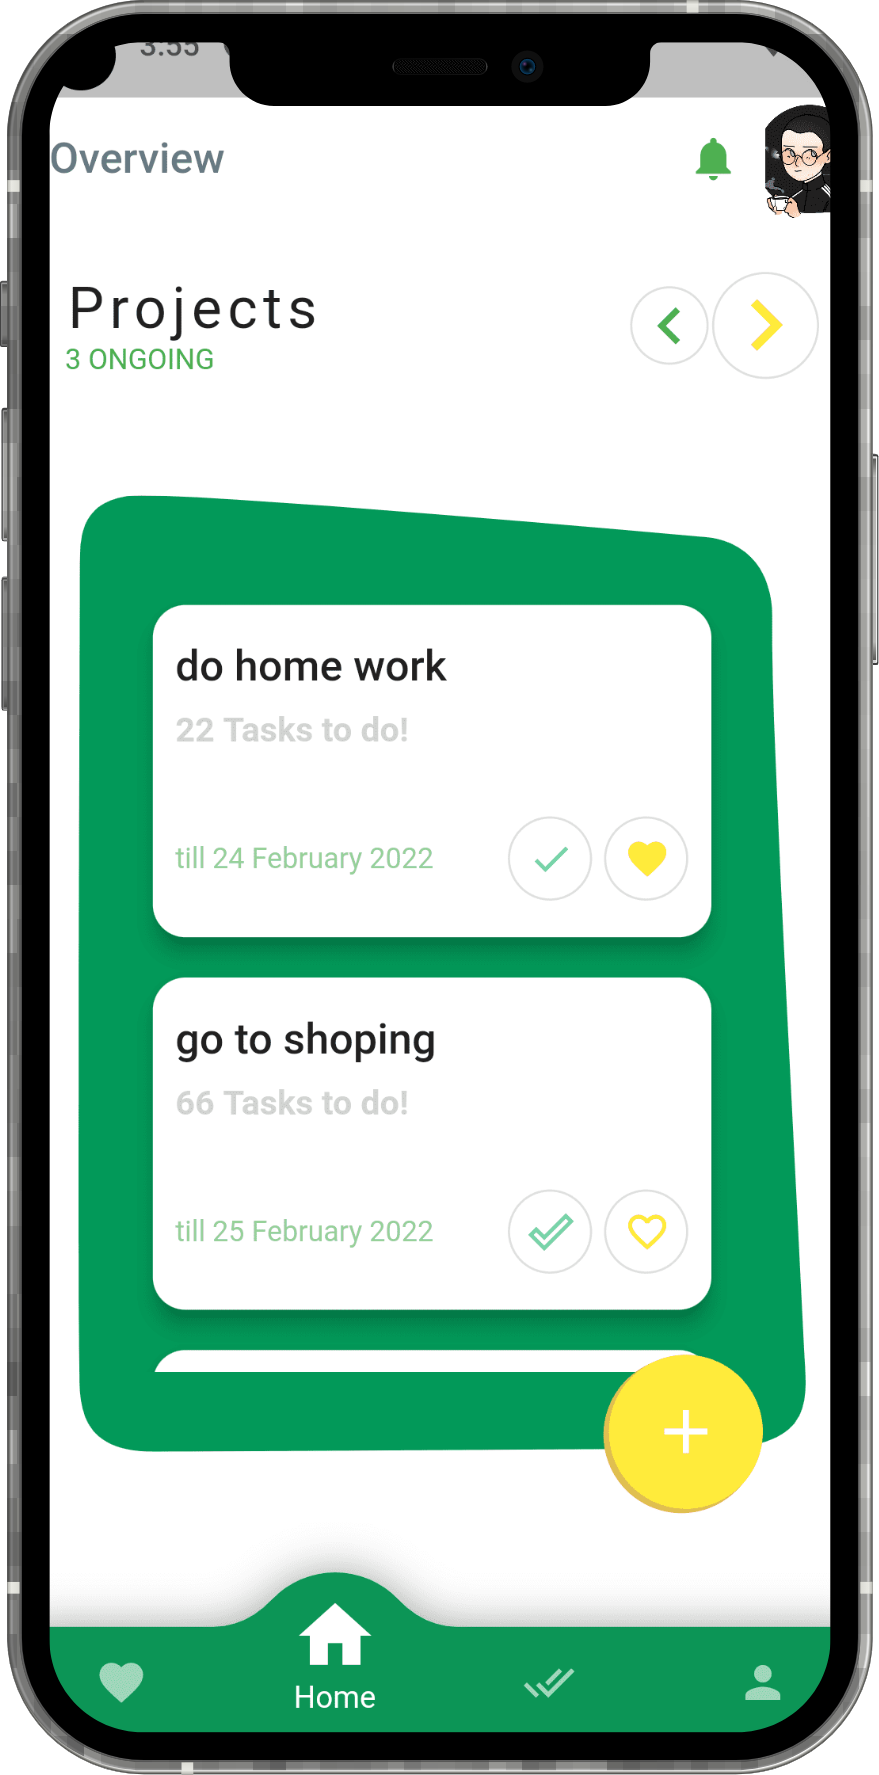 3:55
Overview
Projects
3 ONGOING
do home work
22 Tasks to do!
till 24 February 2022
go to shoping
66 Tasks to do!
till 25 February 2022
Home